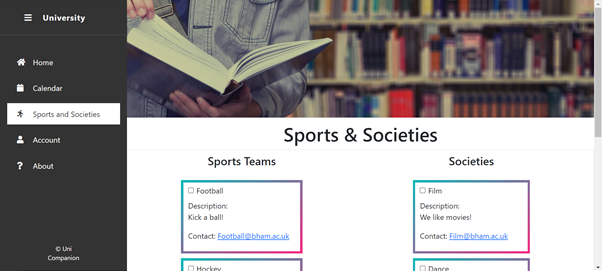 University
Home
Calendar
Sports and Societies
Account
? About
© Uni
Companion
Sports & Societies
Sports Teams
Football
Description:
Kick a ball!
Contact: Football@bham.ac.uk
Hockey
Societies
Film
Description:
We like movies!
Contact: Film@bham.ac.uk
Dance